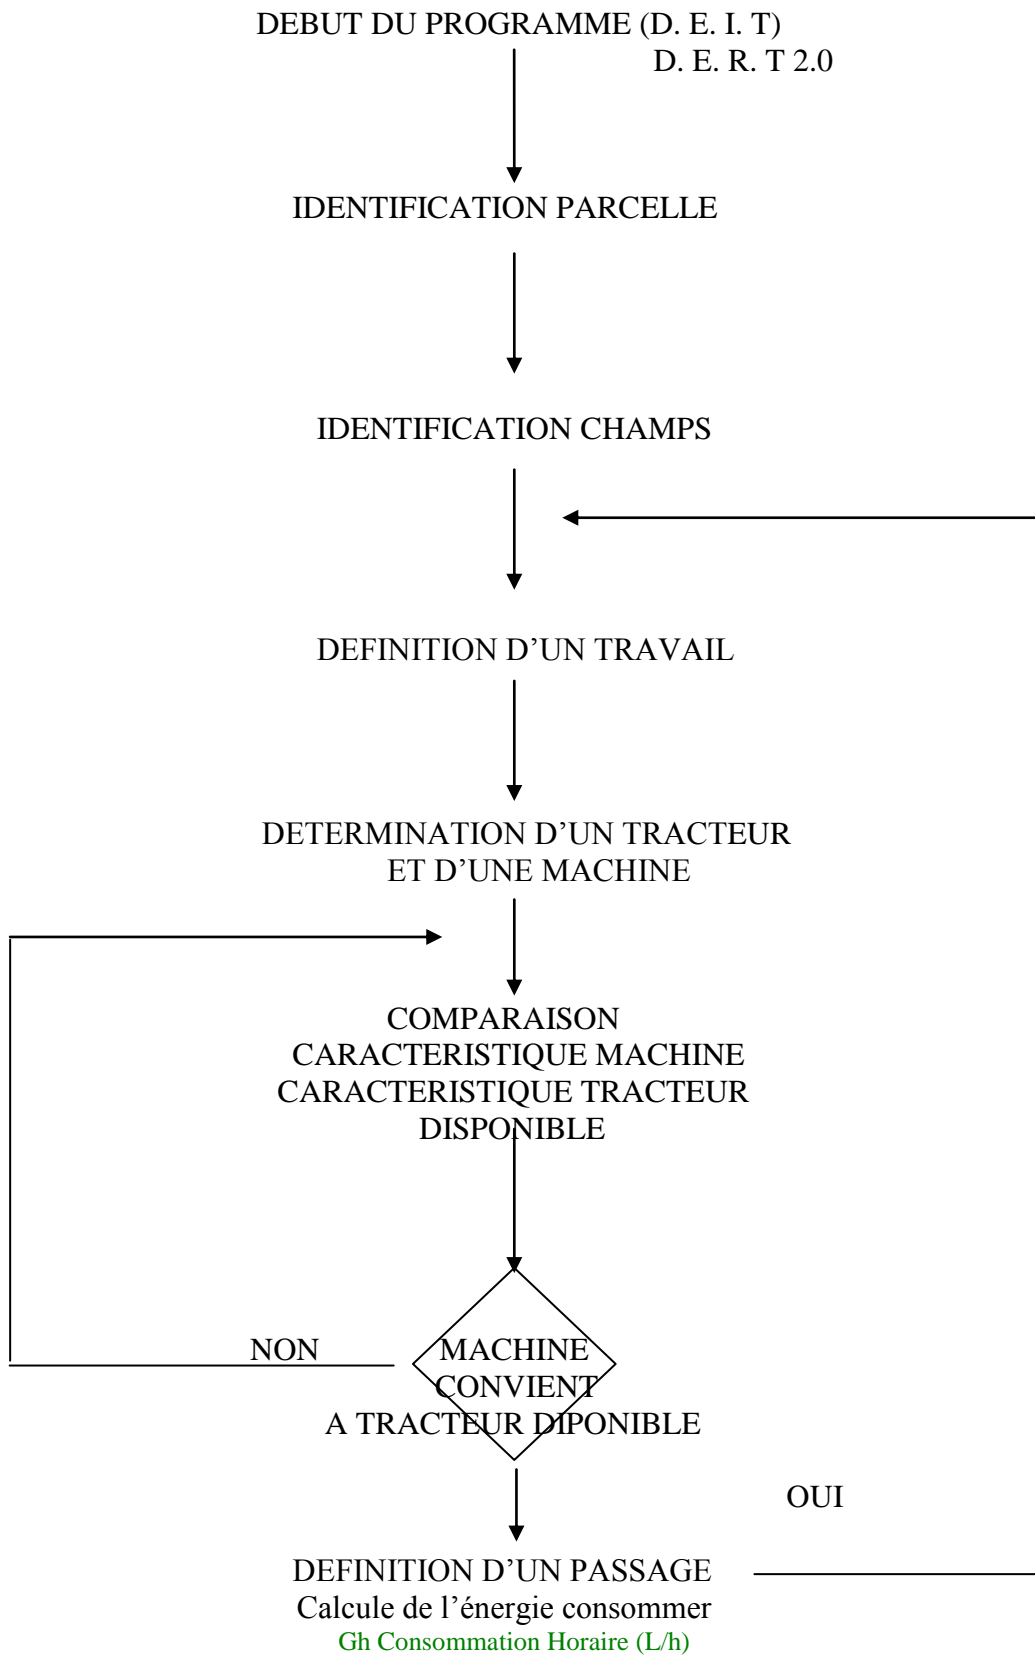 DEBUT DU PROGRAMME (D. E. I. T)
D. E. R. T 2.0
IDENTIFICATION PARCELLE
IDENTIFICATION CHAMPS
DEFINITION D’UN TRAVAIL
DETERMINATION D’UN TRACTEUR
ET D’UNE MACHINE
COMPARAISON
CARACTERISTIQUE MACHINE
CARACTERISTIQUE TRACTEUR
DISPONIBLE
NON
MACHINE
CONVIENT
A TRACTEUR DIPONIBLE
OUI
DEFINITION D’UN PASSAGE
Calcule de l’énergie consommer
Gh Consommation Horaire (L/h)